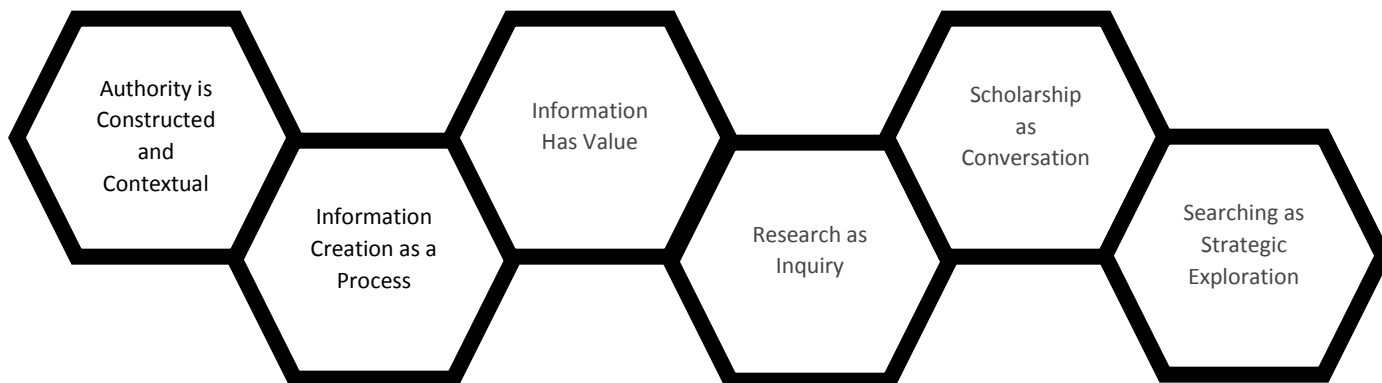 Authority is
Constructed
and
Contextual
Information
Creation as a
Process
Information
Has Value
Research as
Inquiry
Scholarship
as
Conversation
Searching as
Strategic
Exploration